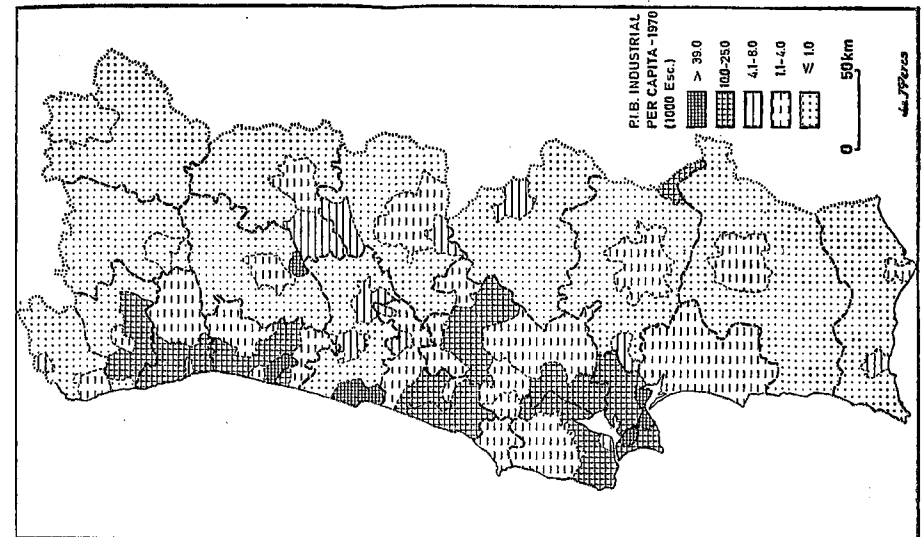 P.I.B. INDUSTRIAL
PER CAPITA - 1970
(1000 Esc.)
> 39.0
10.0-25.0
4.1-8.0
1.1-4.0
≤ 1.0
0 50km